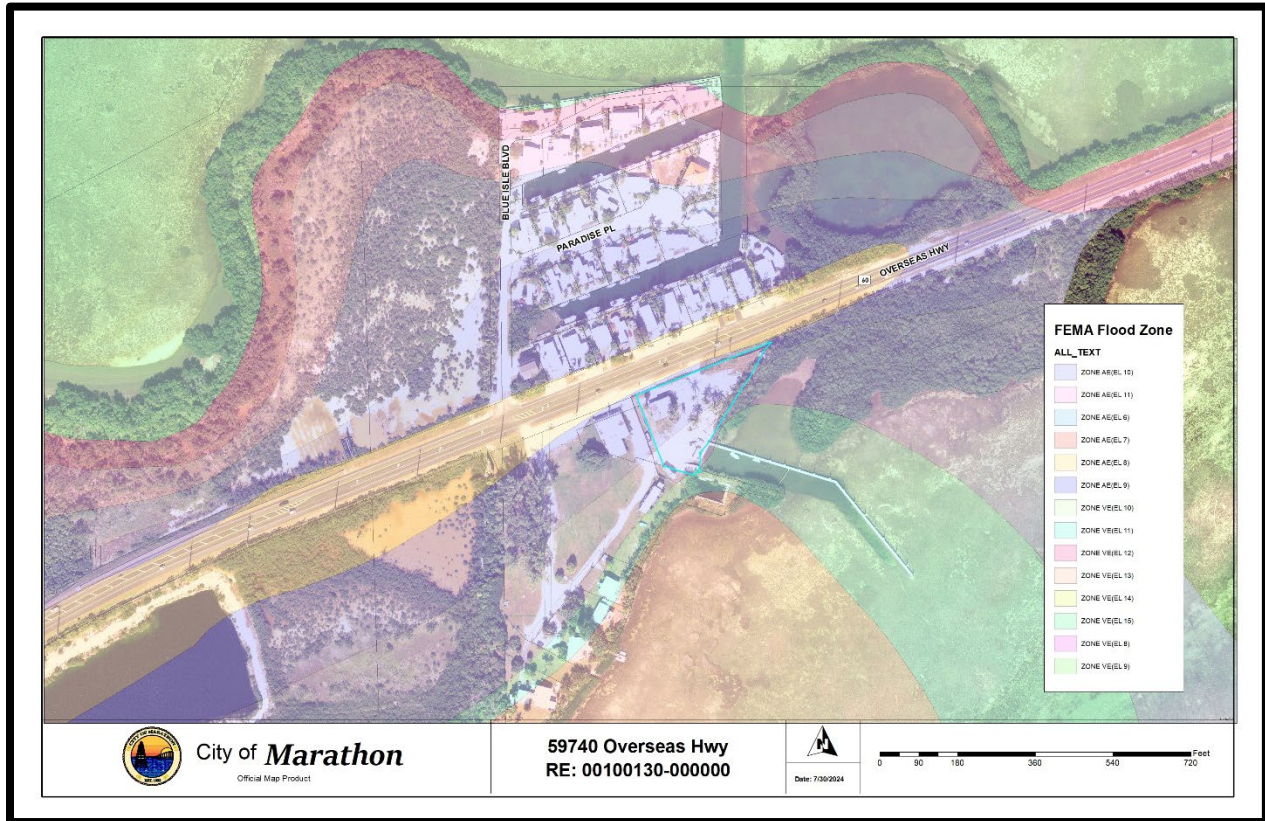 BLUE ISLE BLVD
PARADISE PL
60
OVERSEAS HWY
FEMA Flood Zone
ALL_TEXT
ZONE AE(EL 10)
ZONE AE(EL 11)
ZONE AE(EL 6)
ZONE AE(EL 7)
ZONE AE(EL 8)
ZONE AE(EL 9)
ZONE VE(EL 10)
ZONE VE(EL 11)
ZONE VE(EL 12)
ZONE VE(EL 13)
ZONE VE(EL 14)
ZONE VE(EL 15)
ZONE VE(EL 8)
ZONE VE(EL 9)
CITY OF MARATHON
City of Marathon
Official Map Product
59740 Overseas Hwy
RE: 00100130-000000
N
Date: 7/30/2024
Feet
0 90 180 360 540 720